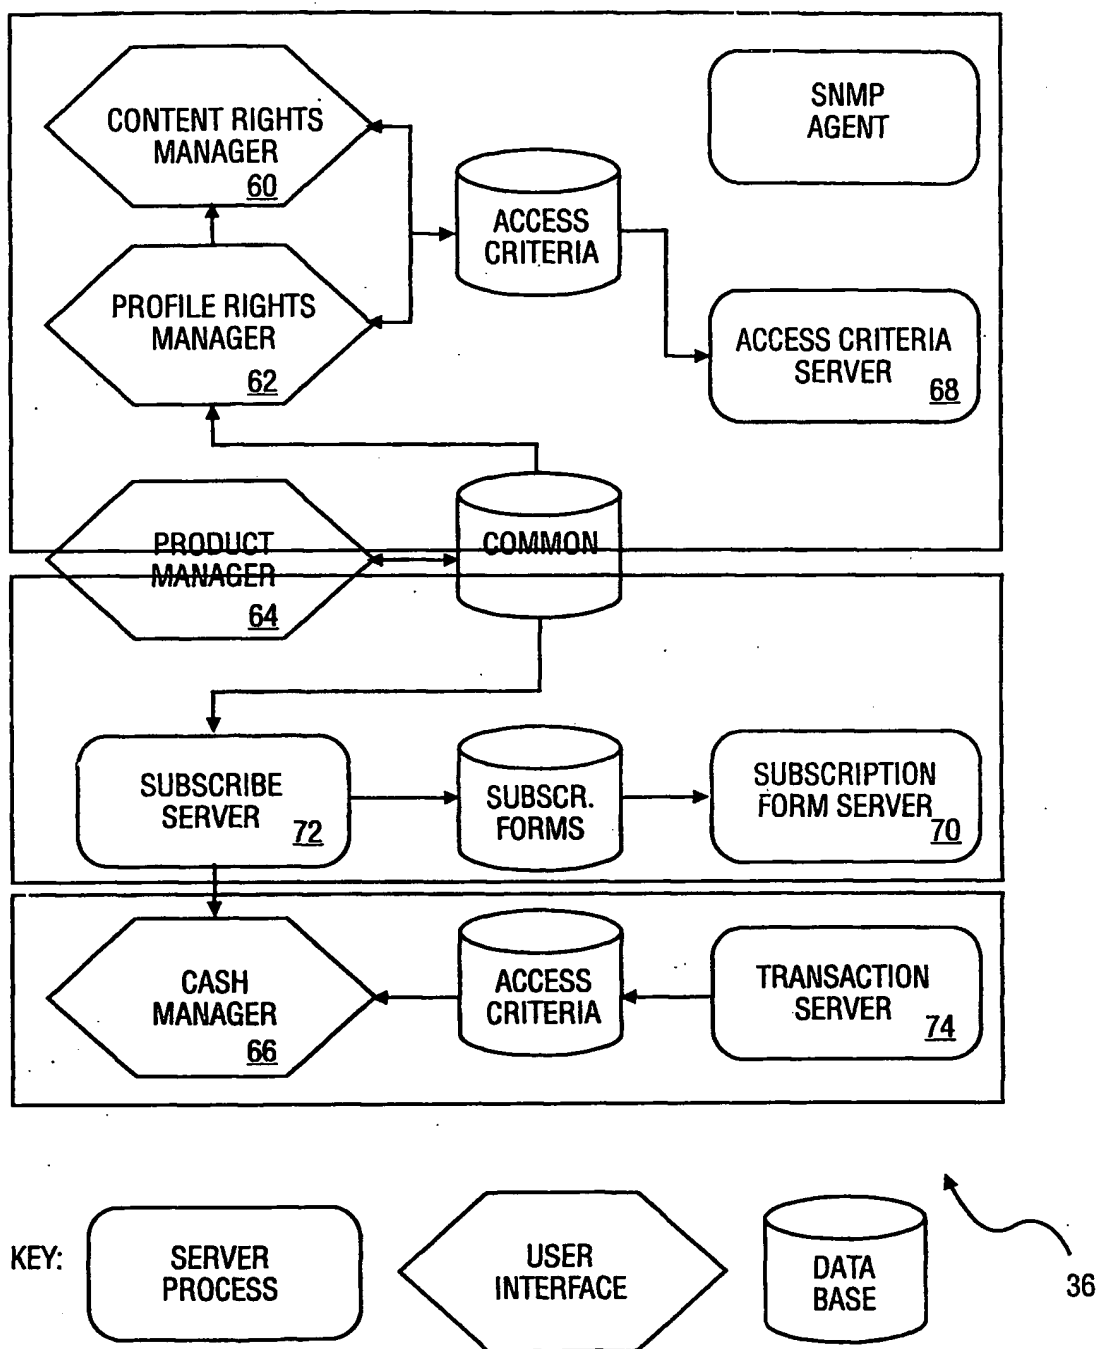 CONTENT RIGHTS
MANAGER
60
SNMP
AGENT
ACCESS
CRITERIA
PROFILE RIGHTS
MANAGER
62
ACCESS CRITERIA
SERVER
68
PRODUCT
MANAGER
64
COMMON
SUBSCRIBE
SERVER
72
SUBSCR.
FORMS
SUBSCRIPTION
FORM SERVER
70
CASH
MANAGER
66
ACCESS
CRITERIA
TRANSACTION
SERVER
74
KEY:
SERVER
PROCESS
USER
INTERFACE
DATA
BASE
36